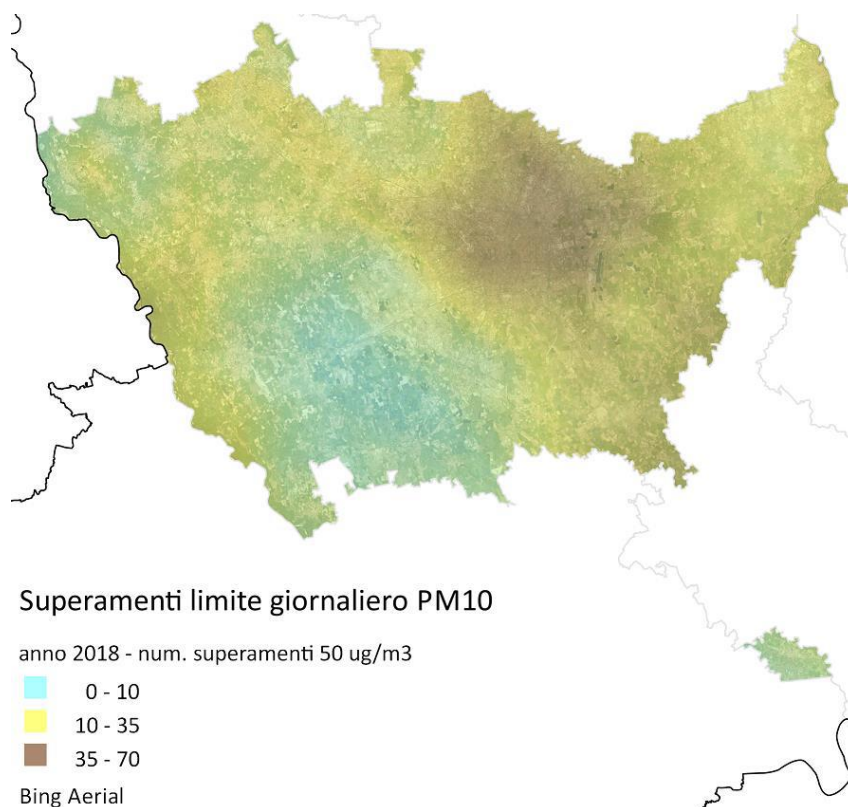 Superamenti limite giornaliero PM10
anno 2018 - num. superamenti 50 ug/m3
0 - 10
10 - 35
35 - 70
Bing Aerial